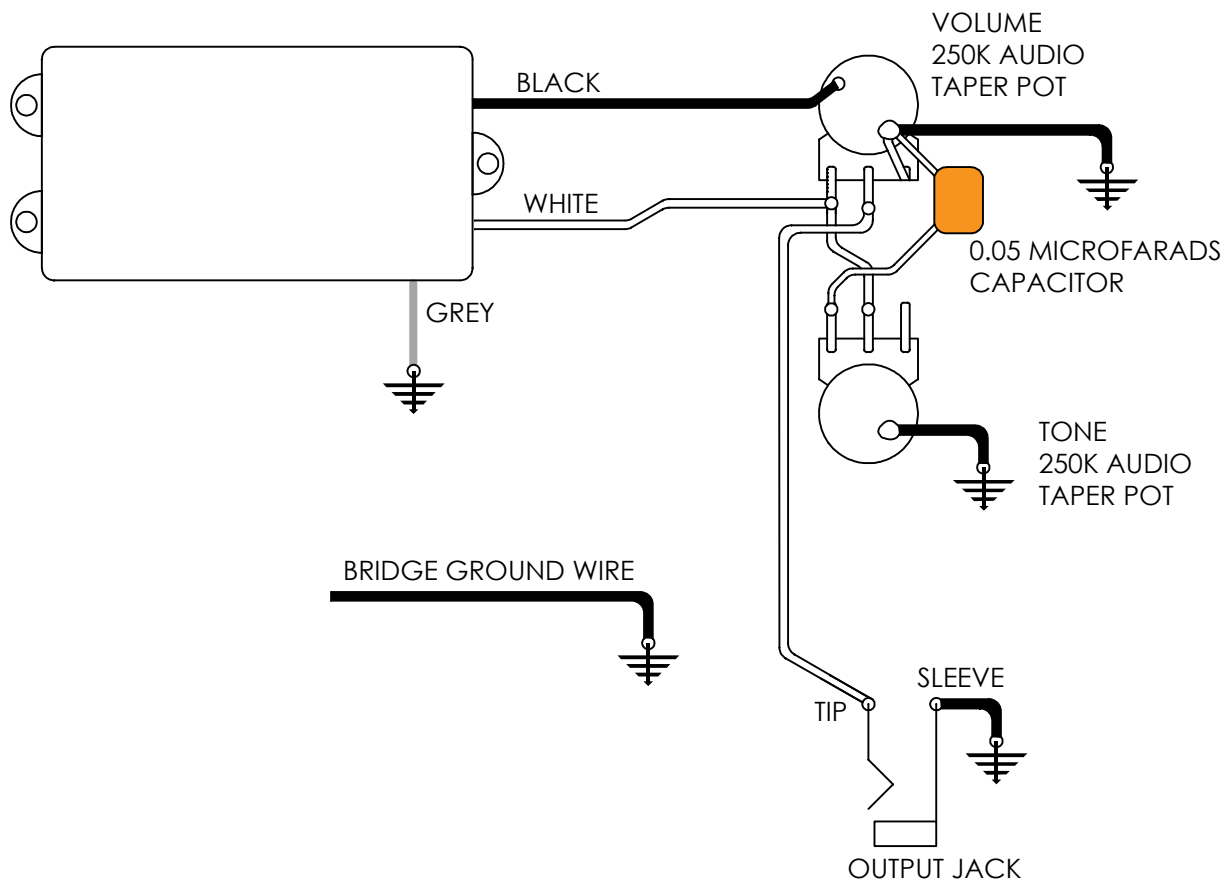 VOLUME
250K AUDIO
TAPER POT
BLACK
WHITE
0.05 MICROFARADS
CAPACITOR
GREY
TONE
250K AUDIO
TAPER POT
BRIDGE GROUND WIRE
SLEEVE
TIP
OUTPUT JACK